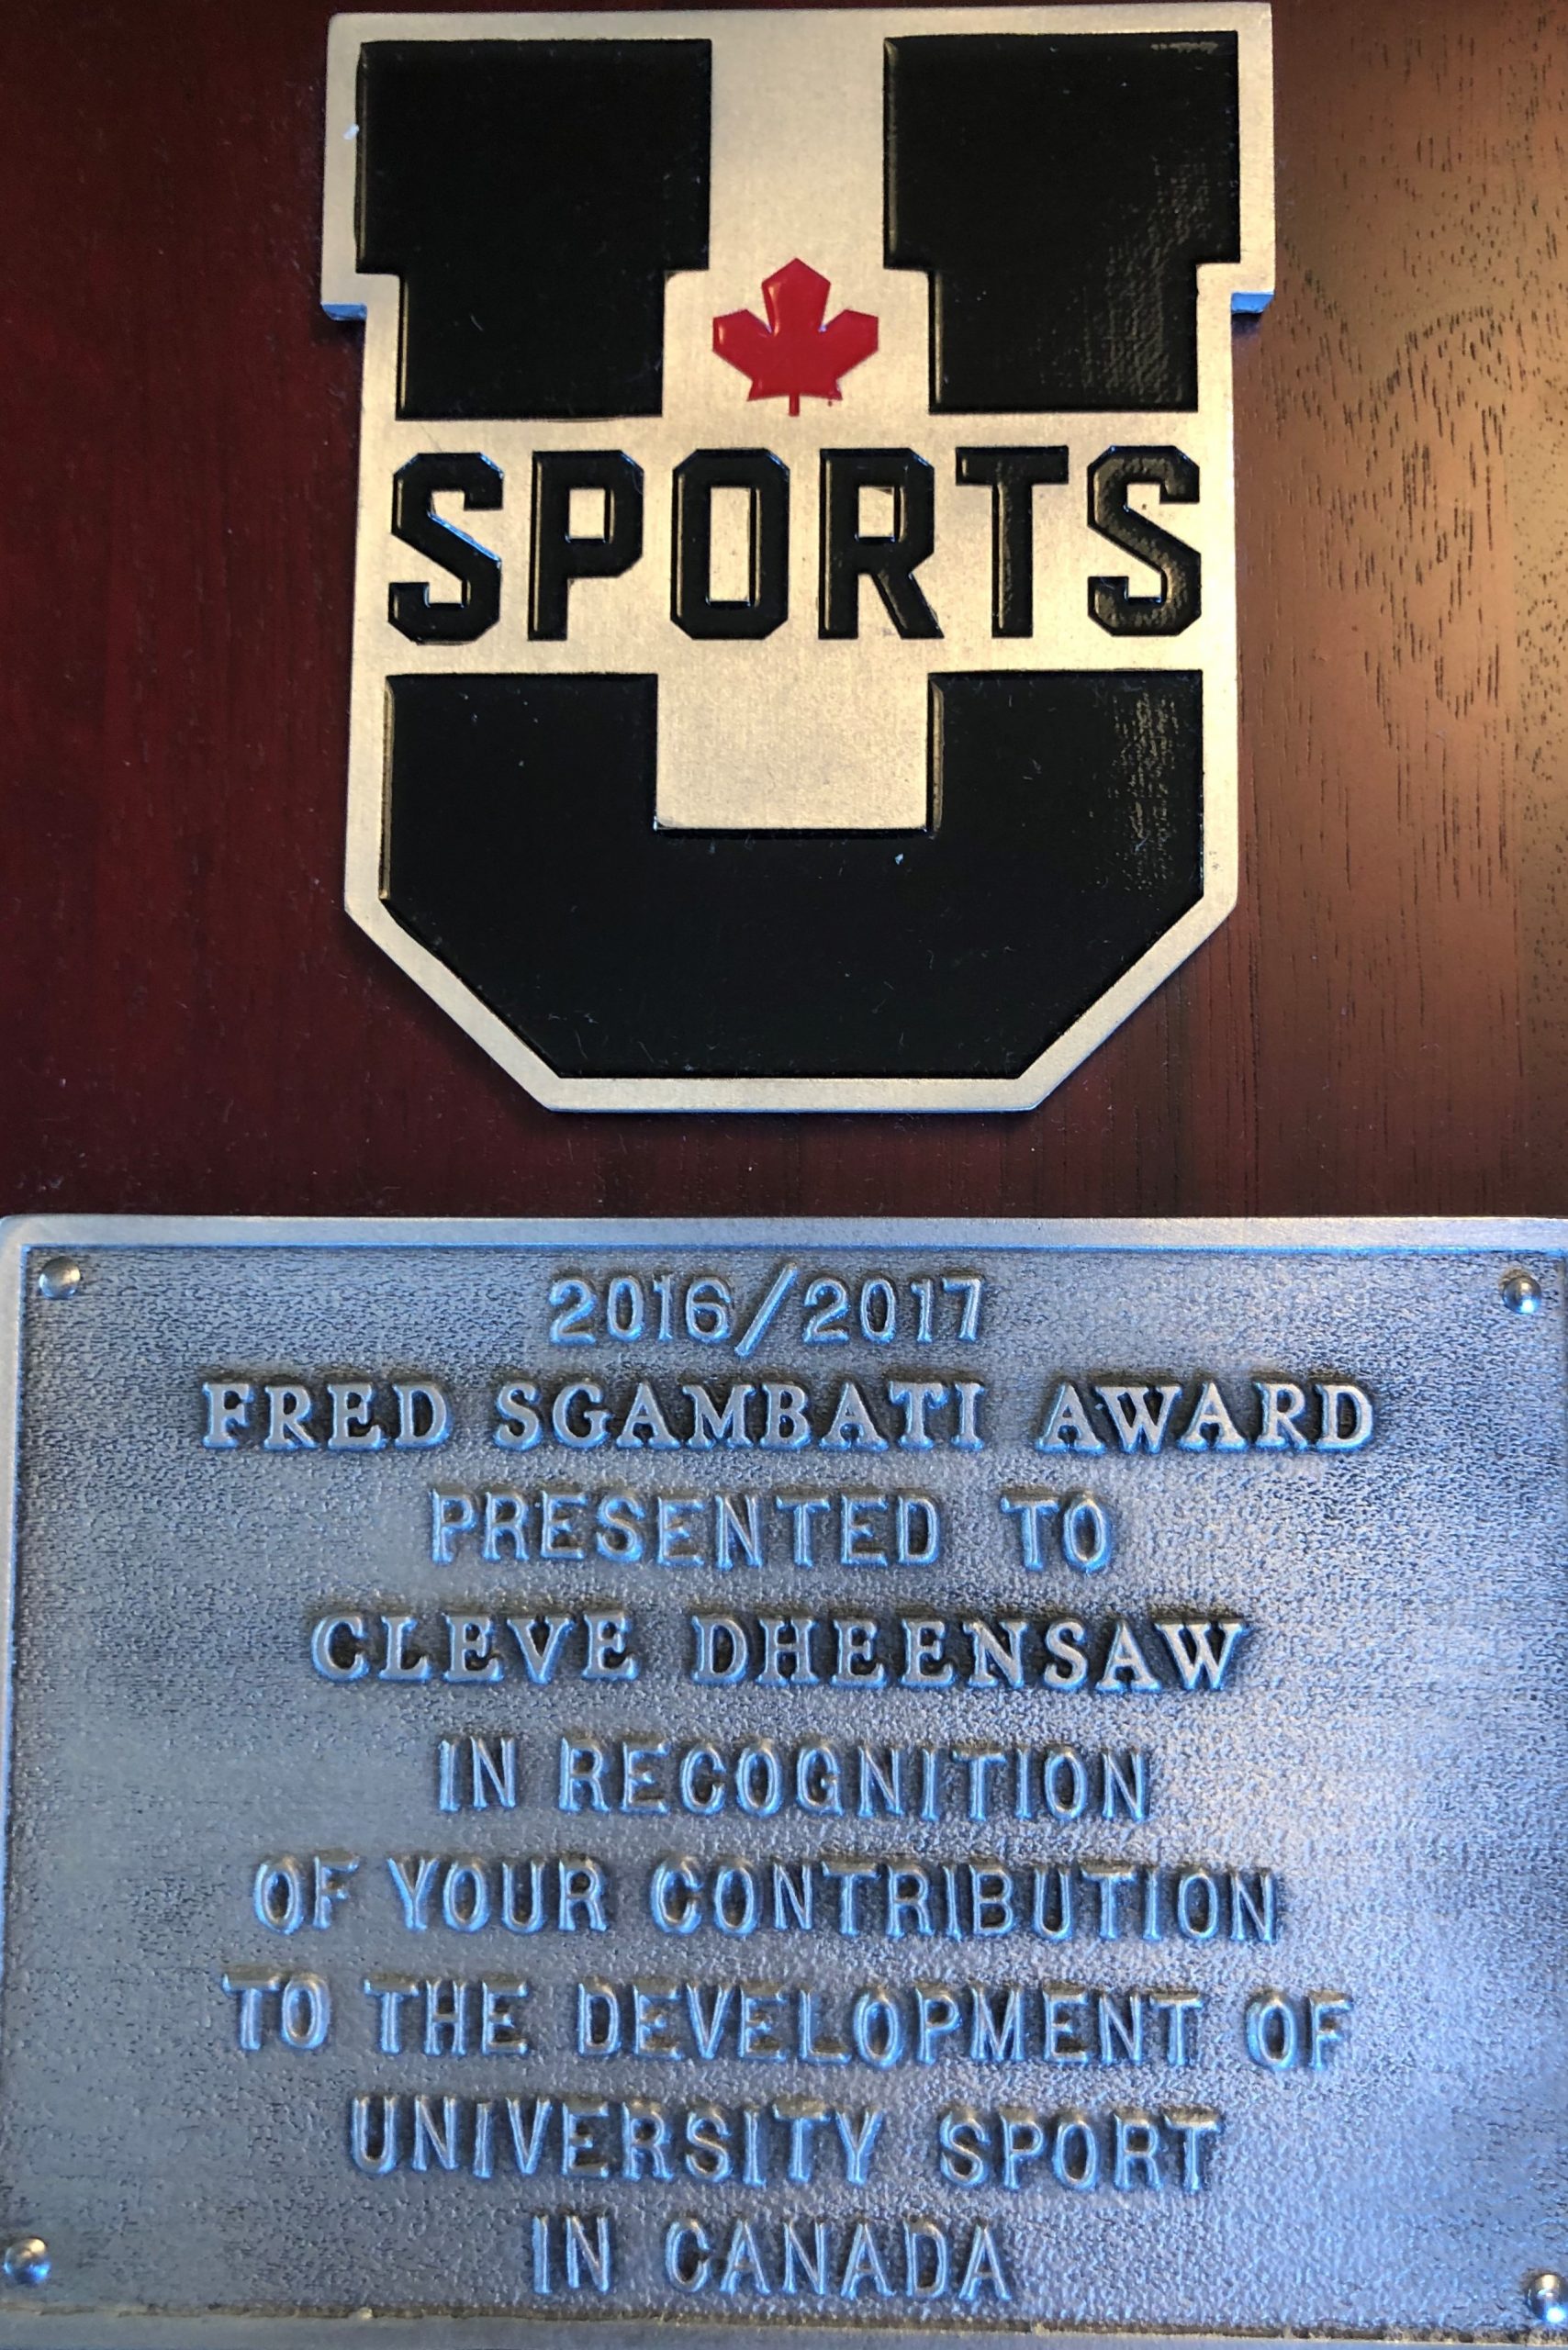 U
SPORTS
2016/2017
FRED SGAMBATI AWARD
PRESENTED TO
CLEVE DHEENSAW
IN RECOGNITION
OF YOUR CONTRIBUTION
TO THE DEVELOPMENT OF
UNIVERSITY SPORT
IN CANADA